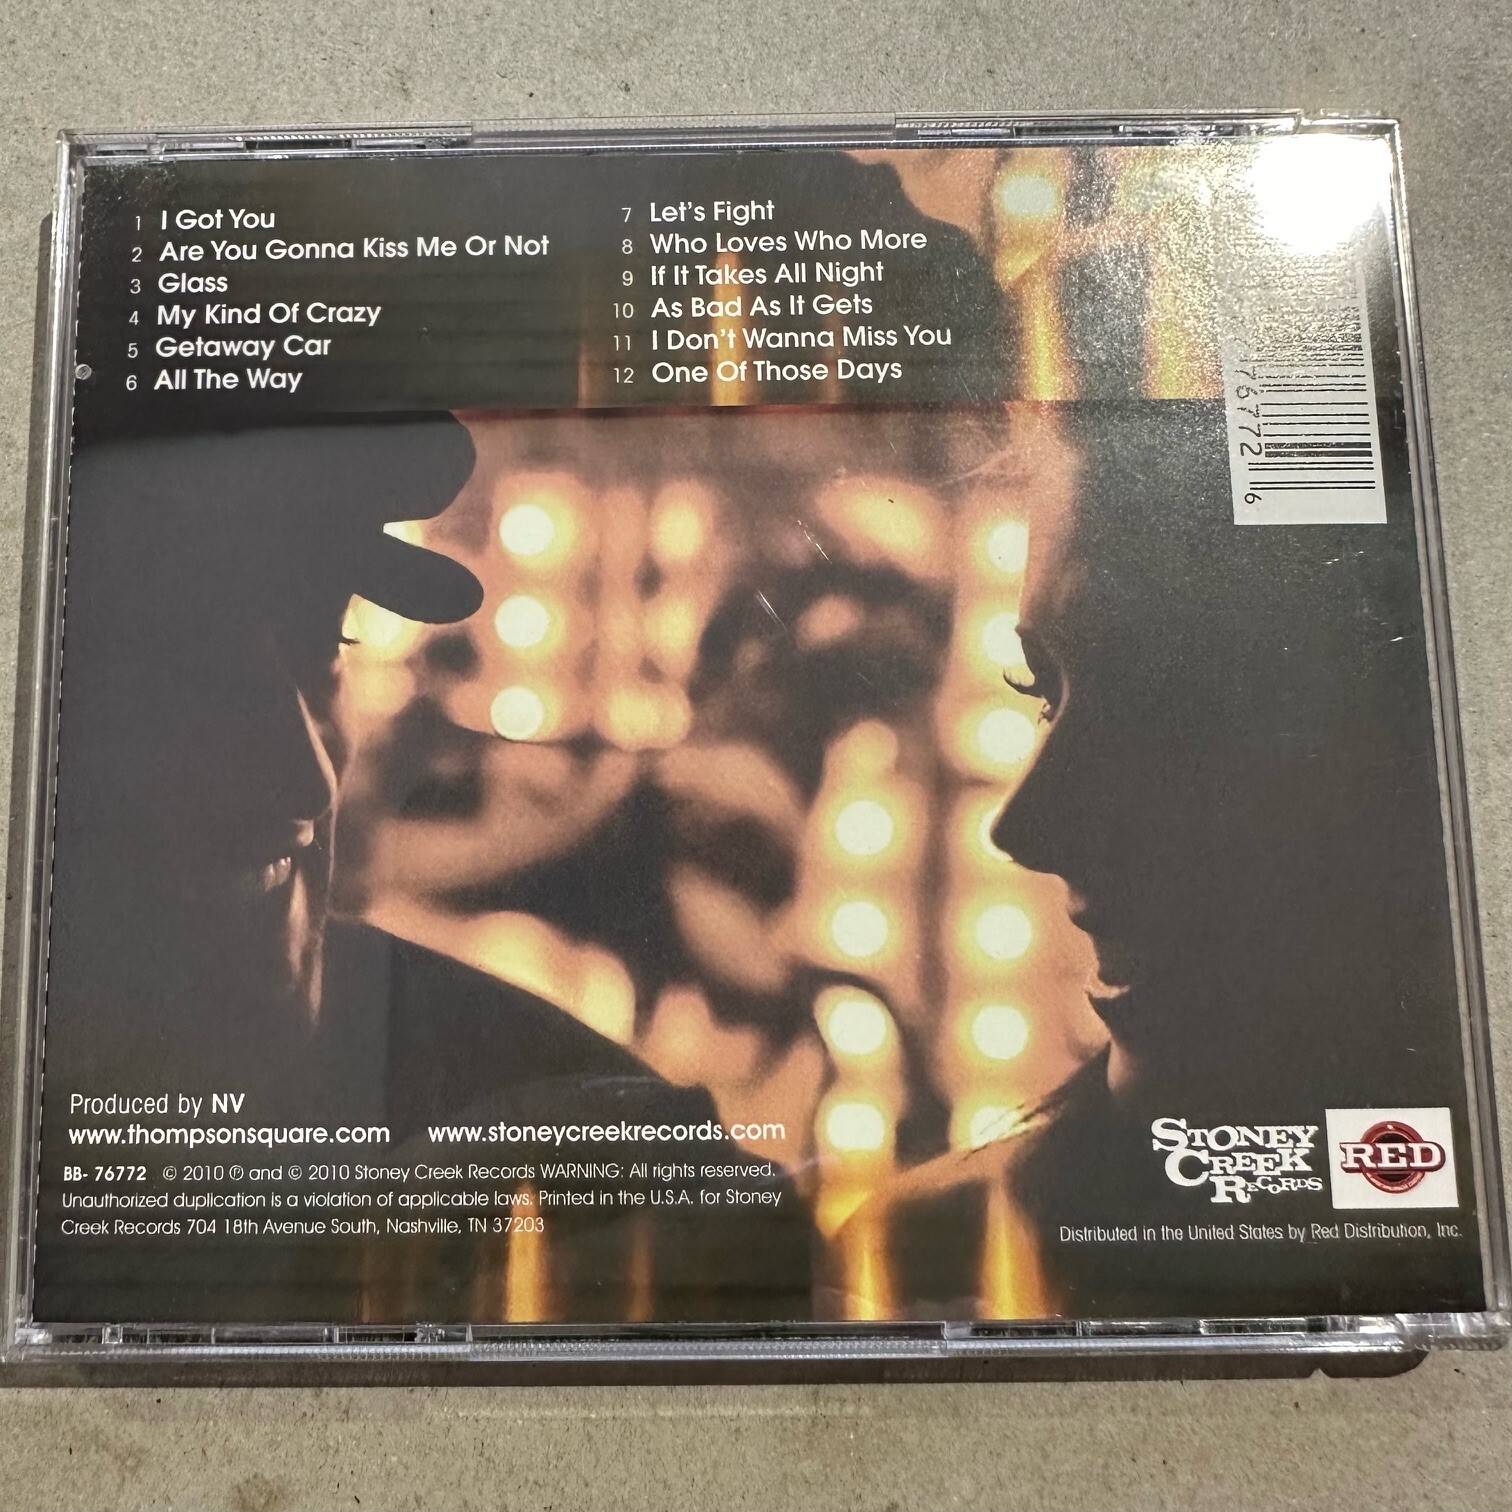 1 I Got You
2 Are You Gonna Kiss Me Or Not
3 Glass
4 My Kind Of Crazy
5 Getaway Car
6 All The Way
7 Let's Fight
8 Who Loves Who More
9 If It Takes All Night
10 As Bad As It Gets
11 I Don't Wanna Miss You
12 One Of Those Days
76772 6
Produced by NV
www.thompsonsquare.com www.stoneycreekrecords.com
BB- 76772 © 2010 ℗ and © 2010 Stoney Creek Records WARNING: All rights reserved.
Unauthorized duplication is a violation of applicable laws. Printed in the U.S.A. for Stoney
Creek Records 704 18th Avenue South, Nashville, TN 37203
STONEY
CREEK
RECORDS
RED
Distributed in the United States by Red Distribution, Inc.